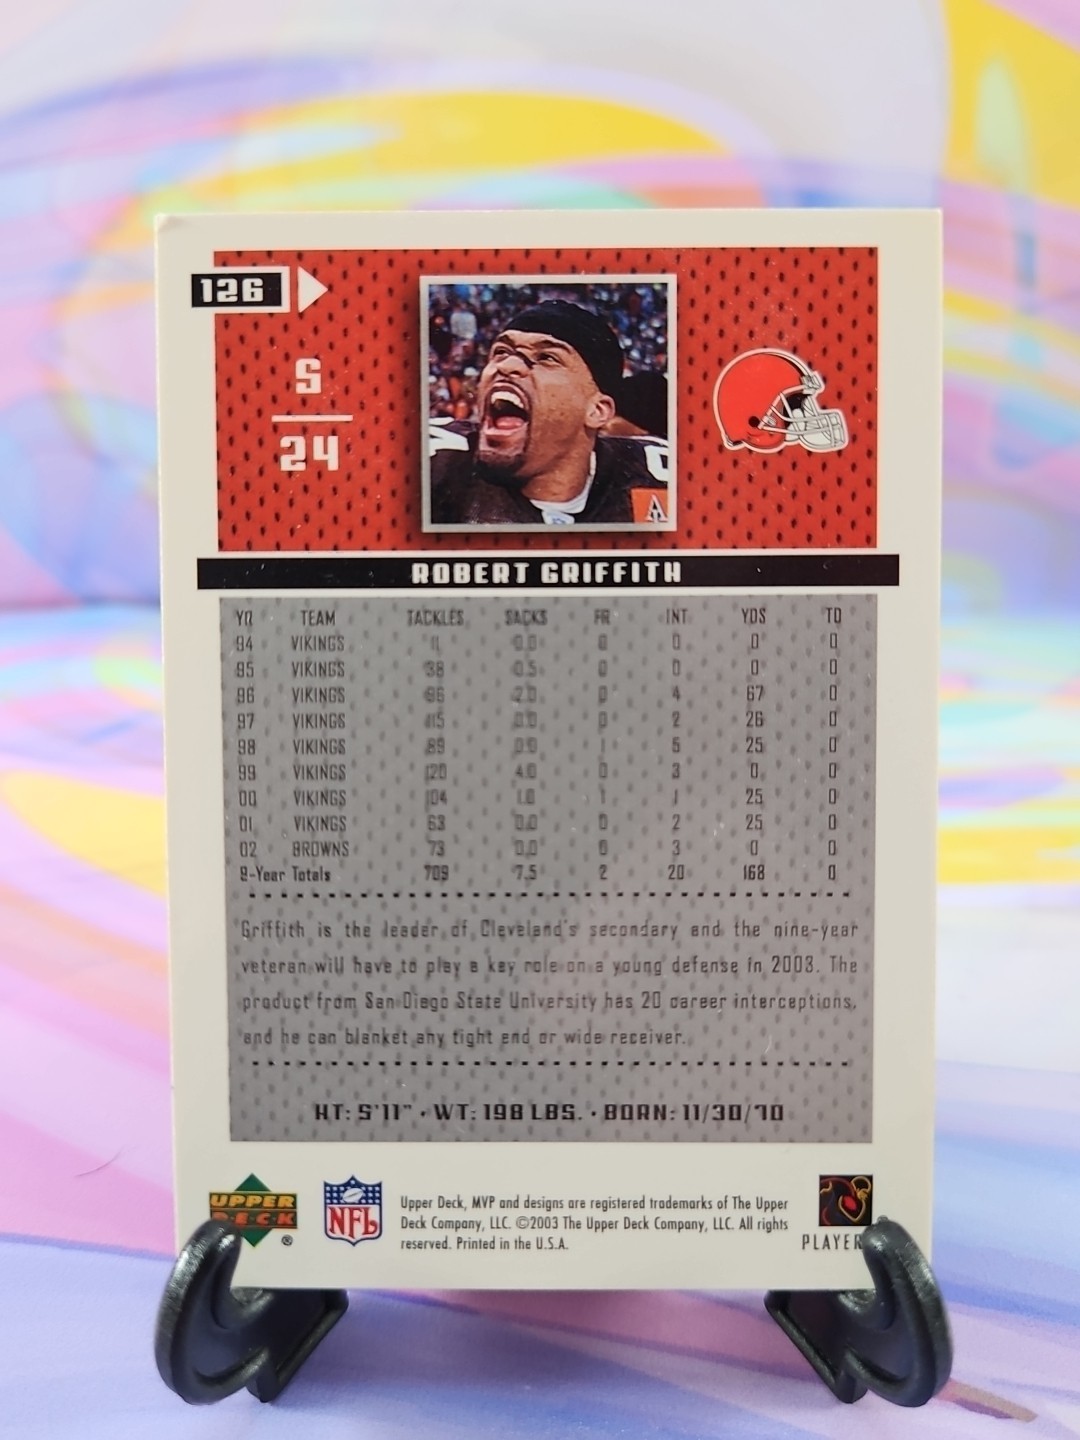 126
S
24
ROBERT GRIFFITH
YR TEAM TACKLES SACKS FR INT YDS TD
94 VIKINGS 11 0.0 0 0 0 0
95 VIKINGS 38 0.5 0 0 0 0
96 VIKINGS 96 2.0 0 4 67 0
97 VIKINGS 115 0.0 0 2 26 0
98 VIKINGS 89 0.0 1 5 25 0
99 VIKINGS 120 4.0 0 3 0 0
00 VIKINGS 104 1.0 1 1 25 0
01 VIKINGS 63 0.0 0 2 25 0
02 BROWNS 73 0.0 0 3 0 0
9-Year Totals 709 7.5 2 20 168 0
Griffith is the leader of Cleveland's secondary and the nine-year
veteran will have to play a key role on a young defense in 2003. The
product from San Diego State University has 20 career interceptions,
and he can blanket any tight end or wide receiver.
HT: 5'11" • WT: 198 LBS. • BORN: 11/30/70
UPPER
DECK
®
NFL
Upper Deck, MVP and designs are registered trademarks of The Upper
Deck Company, LLC. ©2003 The Upper Deck Company, LLC. All rights
reserved. Printed in the U.S.A.
PLAYER